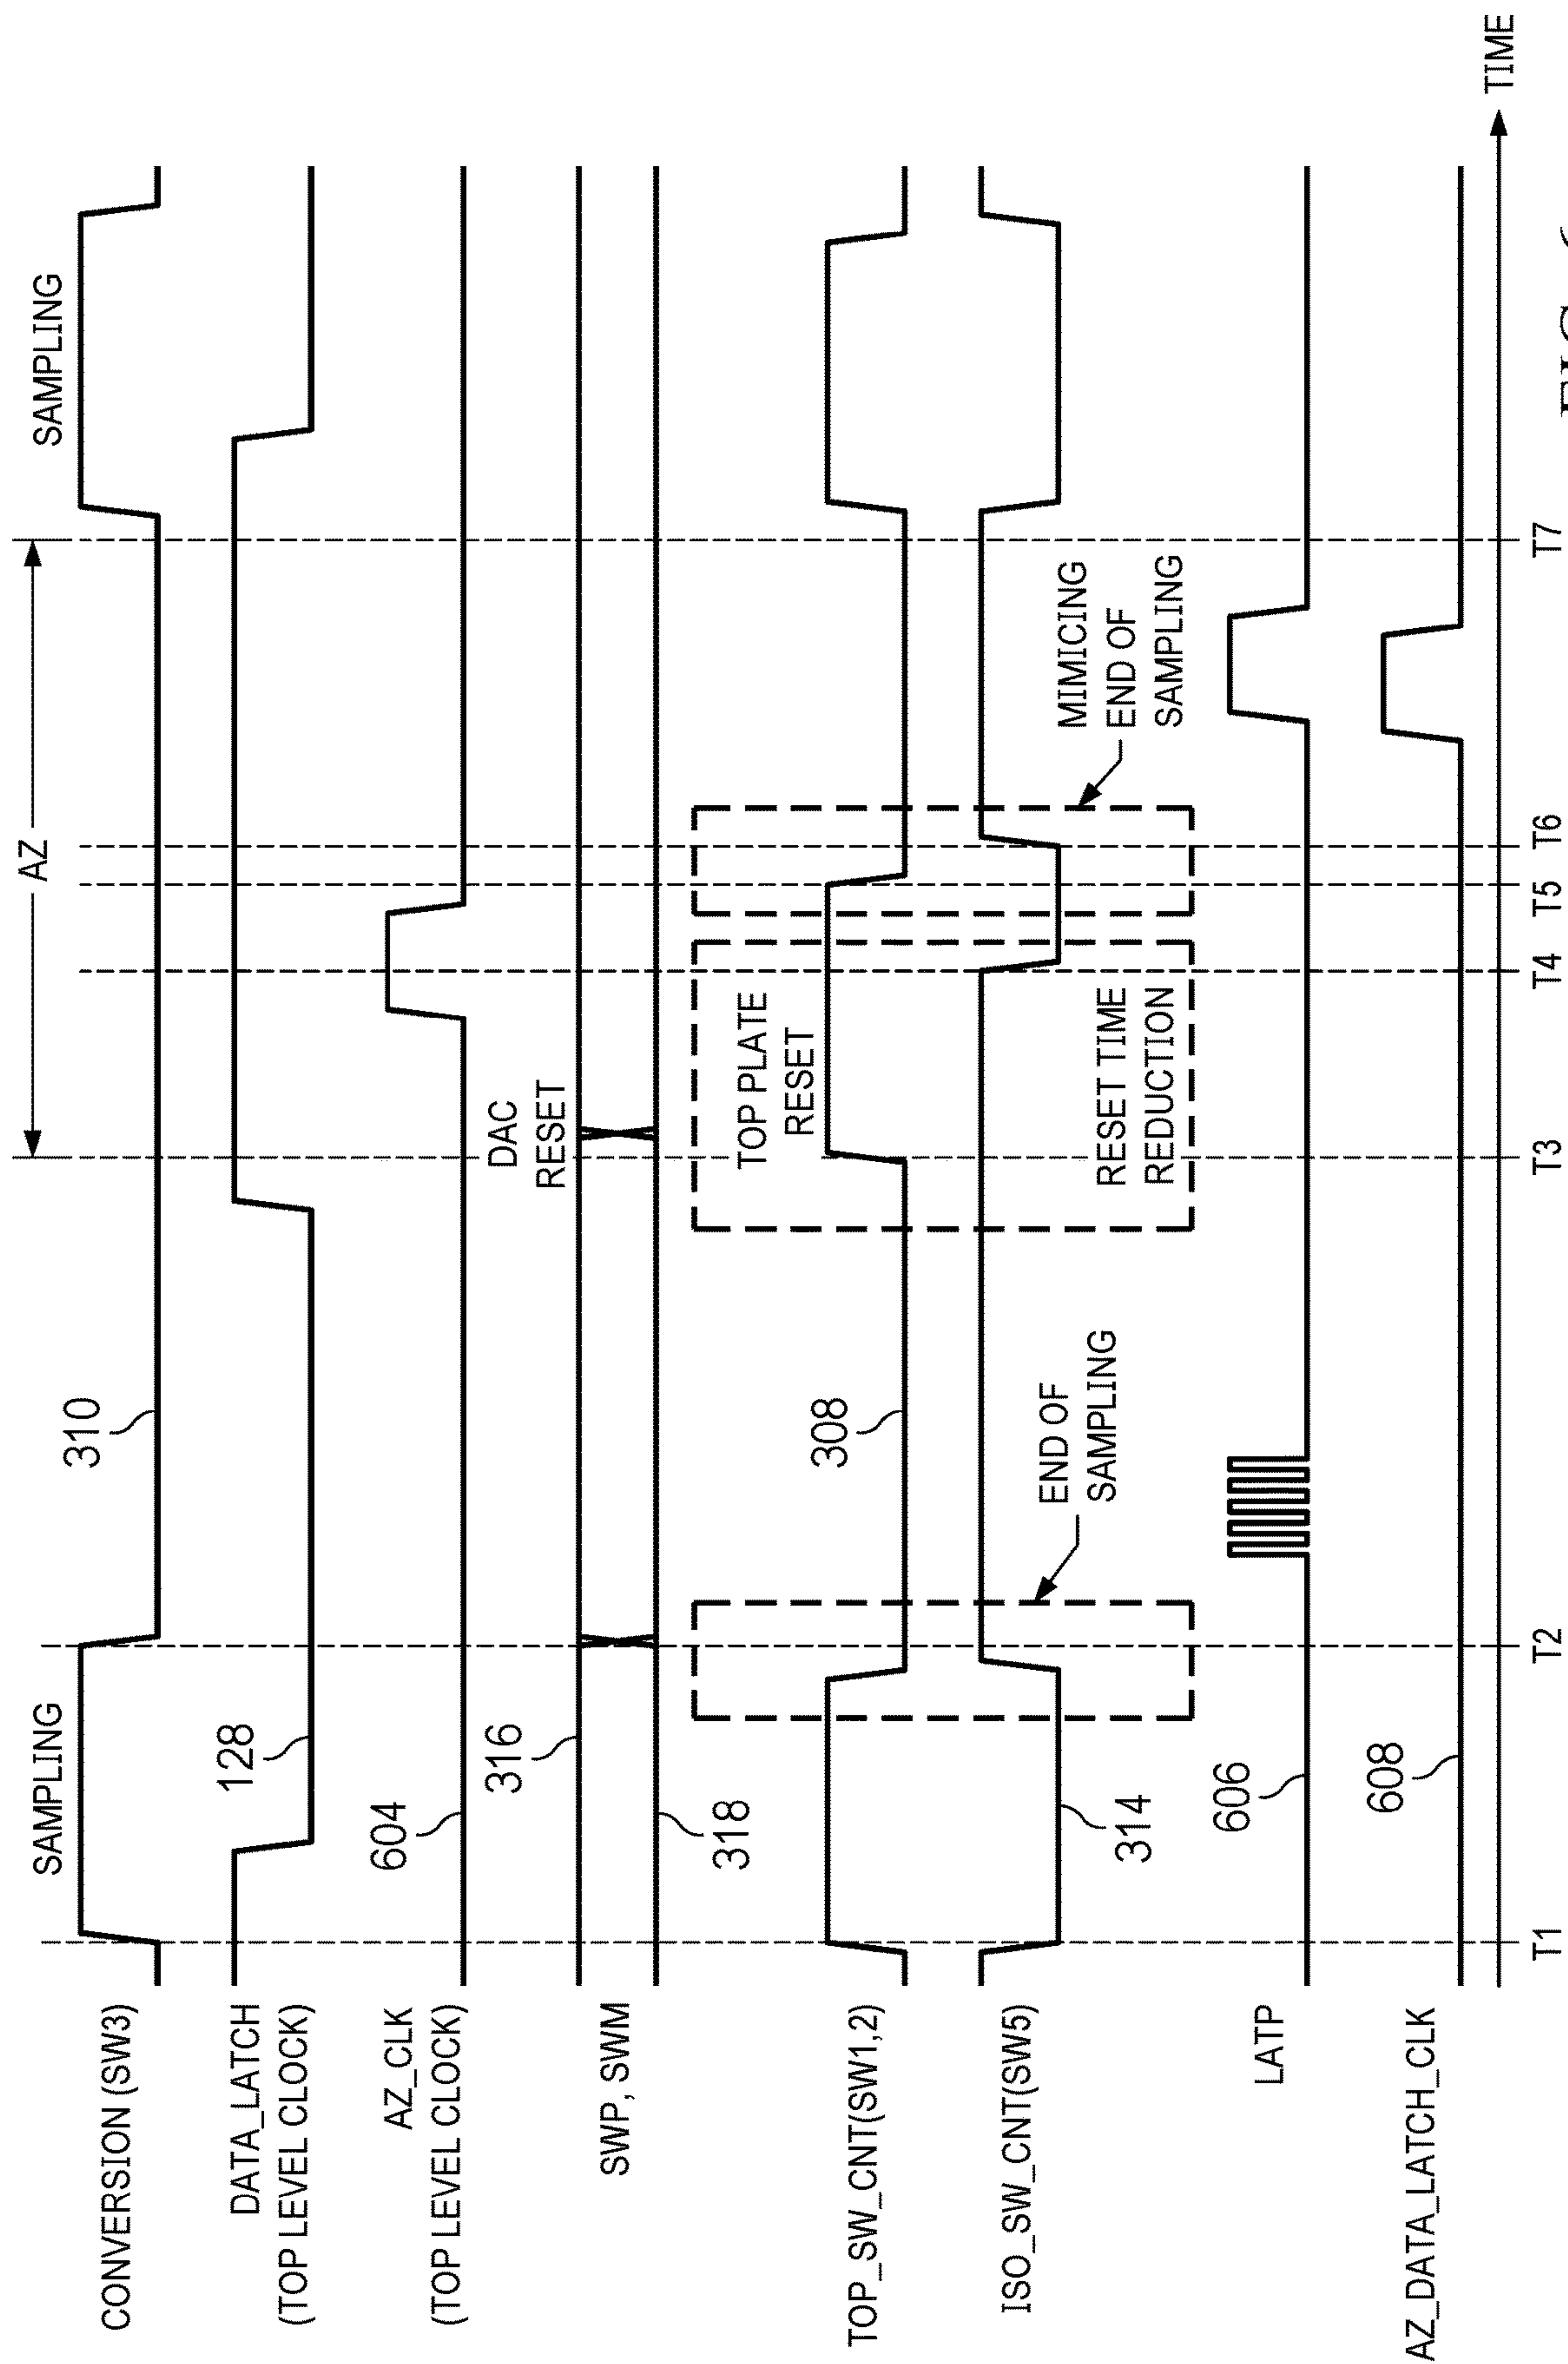 AZ
SAMPLING
SAMPLING
CONVERSION (SW3)
310
DATA_LATCH
(TOP LEVEL CLOCK)
128
AZ_CLK
(TOP LEVEL CLOCK)
604
DAC
RESET
SWP, SWM
316
318
TOP PLATE
RESET
TOP_SW_CNT(SW1,2)
308
ISO_SW_CNT(SW5)
314
END OF
SAMPLING
RESET TIME
REDUCTION
MIMICING
END OF
SAMPLING
LATP
606
AZ_DATA_LATCH_CLK
608
TIME
T1
T2
T3
T4
T5
T6
T7